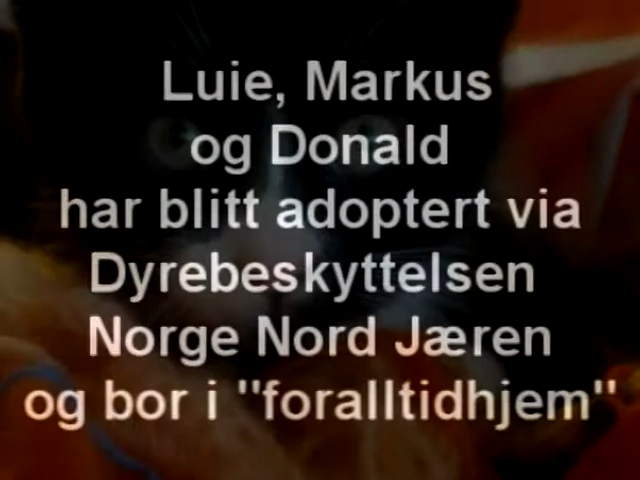 Luie, Markus
og Donald
har blitt adoptert via
Dyrebeskyttelsen
Norge Nord Jæren
og bor i "foralltidhjem"